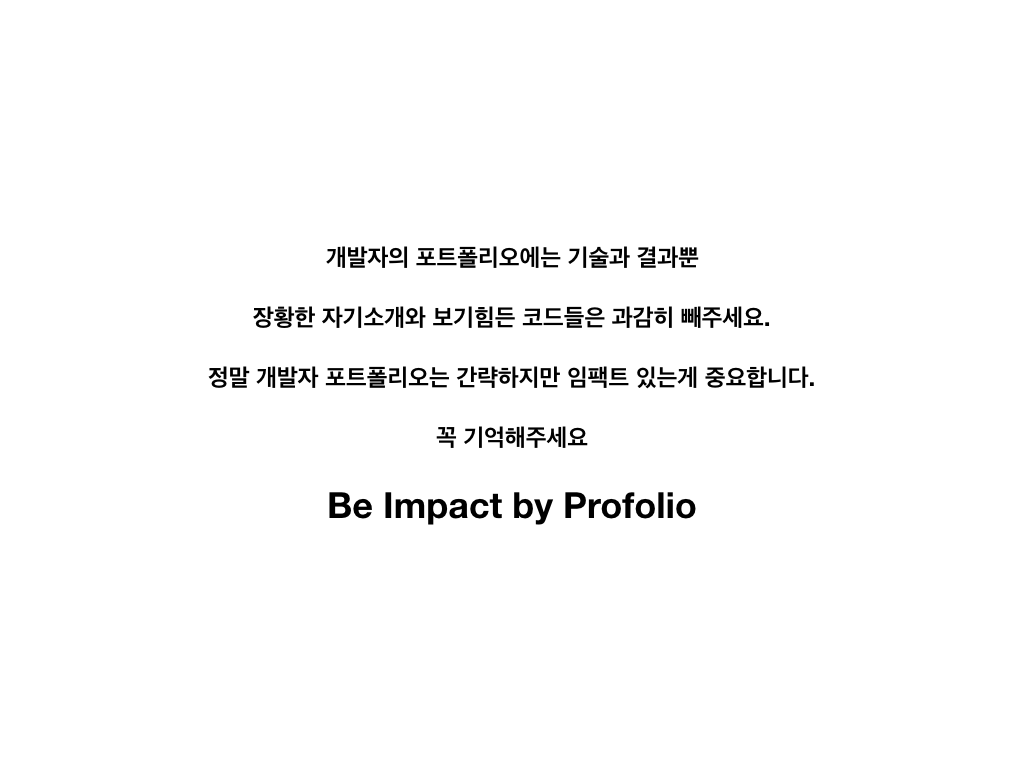 개발자의 포트폴리오에는 기술과 결과뿐
장황한 자기소개와 보기힘든 코드들은 과감히 빼주세요.
정말 개발자 포트폴리오는 간략하지만 임팩트 있는게 중요합니다.
꼭 기억해주세요
Be Impact by Profolio